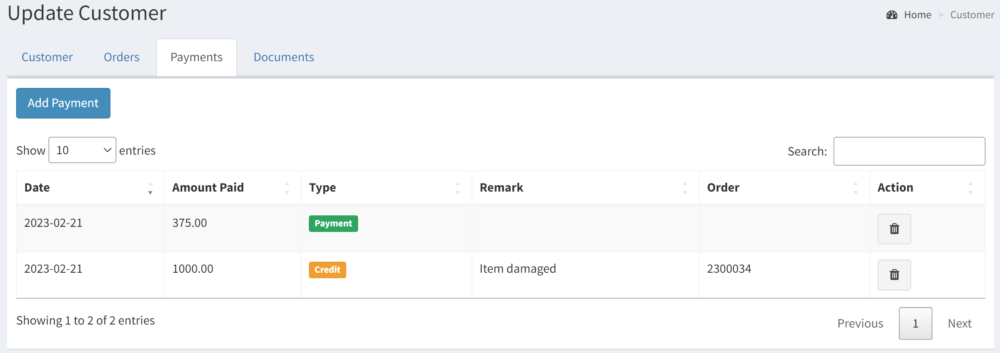 Update Customer
Home > Customer
Customer Orders Payments Documents
Add Payment
Show 10 entries
Search:
Date Amount Paid Type Remark Order Action
2023-02-21 375.00 Payment
2023-02-21 1000.00 Credit Item damaged 2300034
Showing 1 to 2 of 2 entries
Previous 1 Next